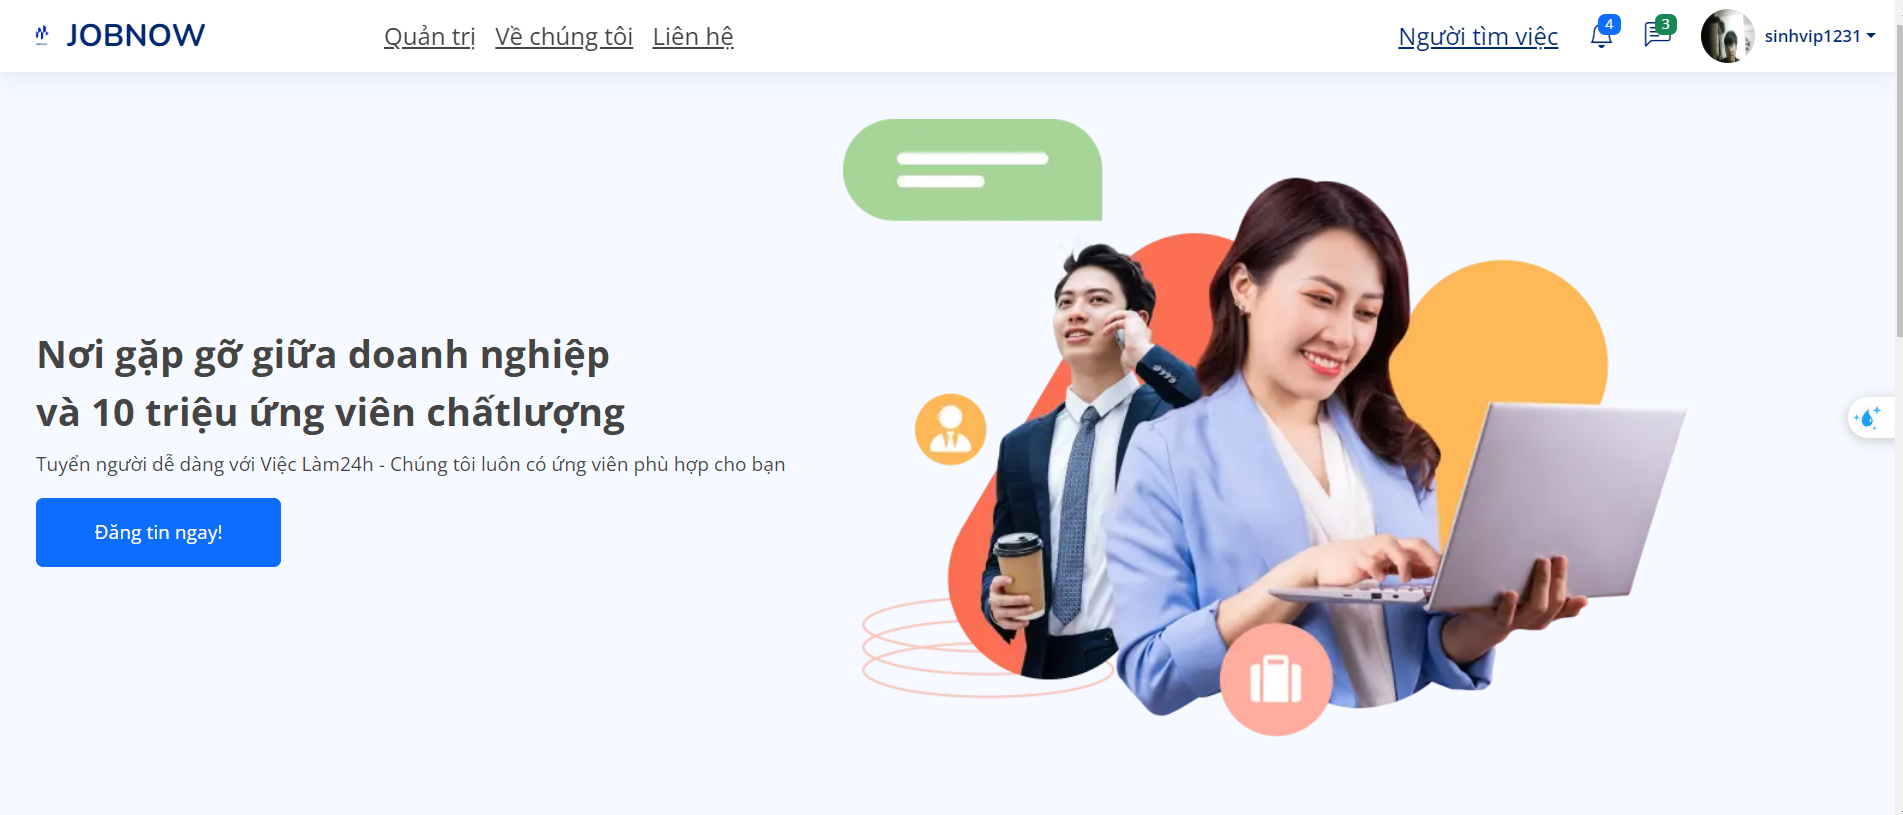 JOBNOW
Quản trị Về chúng tôi Liên hệ
Người tìm việc 4 3 sinhvip1231
Nơi gặp gỡ giữa doanh nghiệp
và 10 triệu ứng viên chấtlượng
Tuyển người dễ dàng với Việc Làm24h - Chúng tôi luôn có ứng viên phù hợp cho bạn
Đăng tin ngay!